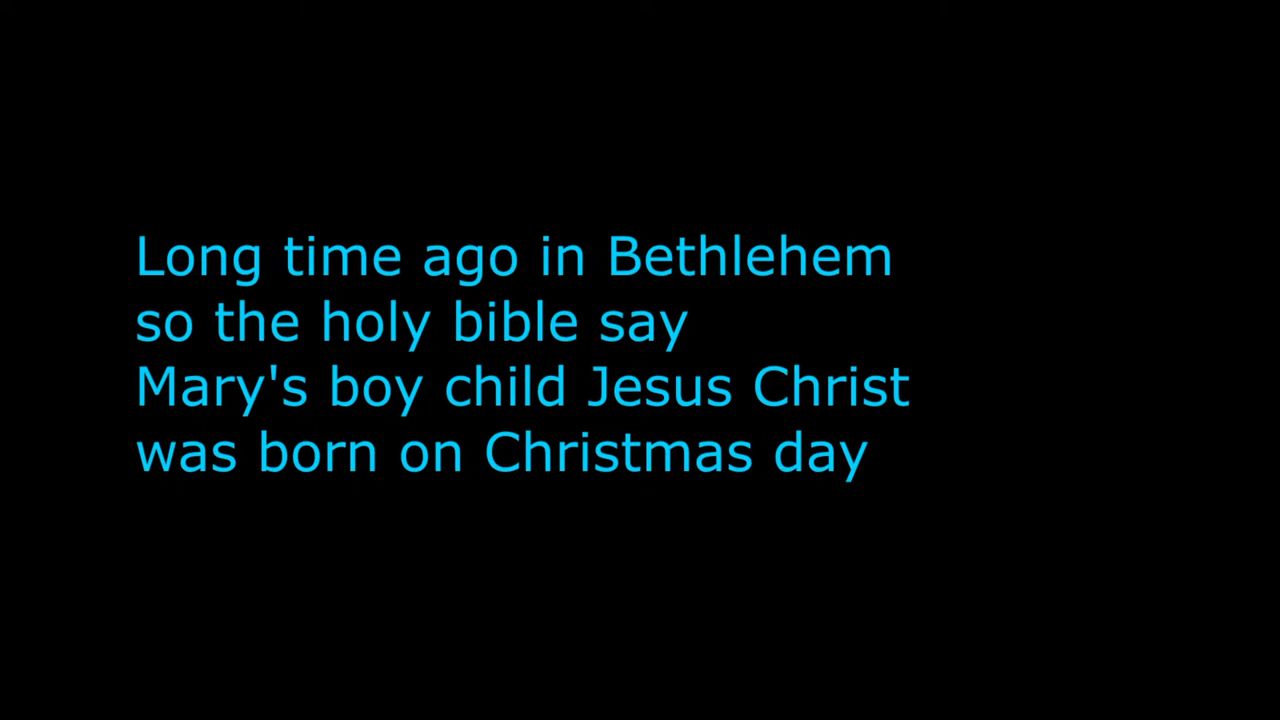 Long time ago in Bethlehem
so the holy bible say
Mary's boy child Jesus Christ
was born on Christmas day